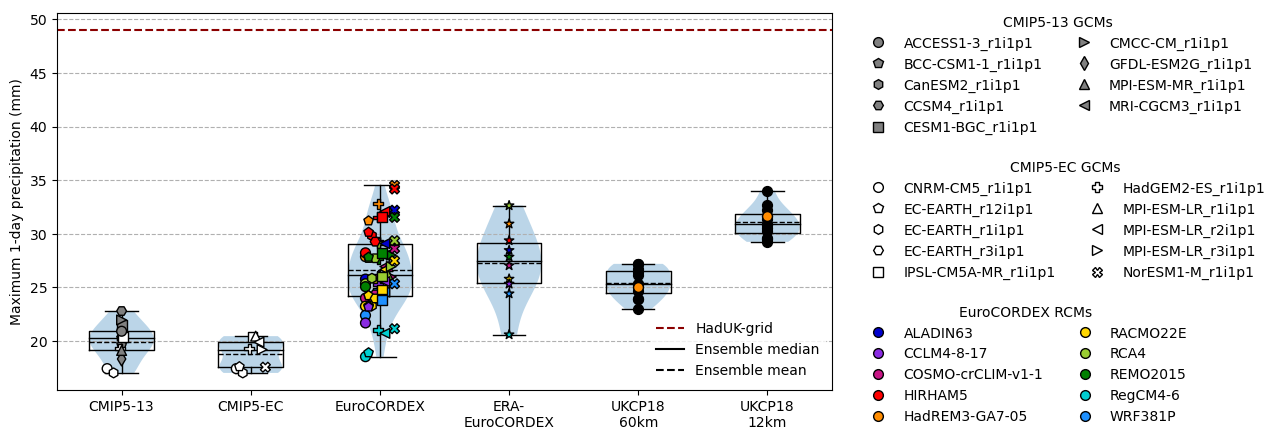 Maximum 1-day precipitation (mm)
50
45
40
35
30
25
20
HadUK-grid
Ensemble median
Ensemble mean
CMIP5-13
CMIP5-EC
EuroCORDEX
ERA-
EuroCORDEX
UKCP18
60km
UKCP18
12km
CMIP5-13 GCMs
ACCESS1-3_r1i1p1
BCC-CSM1-1_r1i1p1
CanESM2_r1i1p1
CCSM4_r1i1p1
CESM1-BGC_r1i1p1
CMCC-CM_r1i1p1
GFDL-ESM2G_r1i1p1
MPI-ESM-MR_r1i1p1
MRI-CGCM3_r1i1p1
CMIP5-EC GCMs
CNRM-CM5_r1i1p1
EC-EARTH_r12i1p1
EC-EARTH_r1i1p1
EC-EARTH_r3i1p1
IPSL-CM5A-MR_r1i1p1
HadGEM2-ES_r1i1p1
MPI-ESM-LR_r1i1p1
MPI-ESM-LR_r2i1p1
MPI-ESM-LR_r3i1p1
NorESM1-M_r1i1p1
EuroCORDEX RCMs
ALADIN63
CCLM4-8-17
COSMO-crCLIM-v1-1
HIRHAM5
HadREM3-GA7-05
RACMO22E
RCA4
REMO2015
RegCM4-6
WRF381P